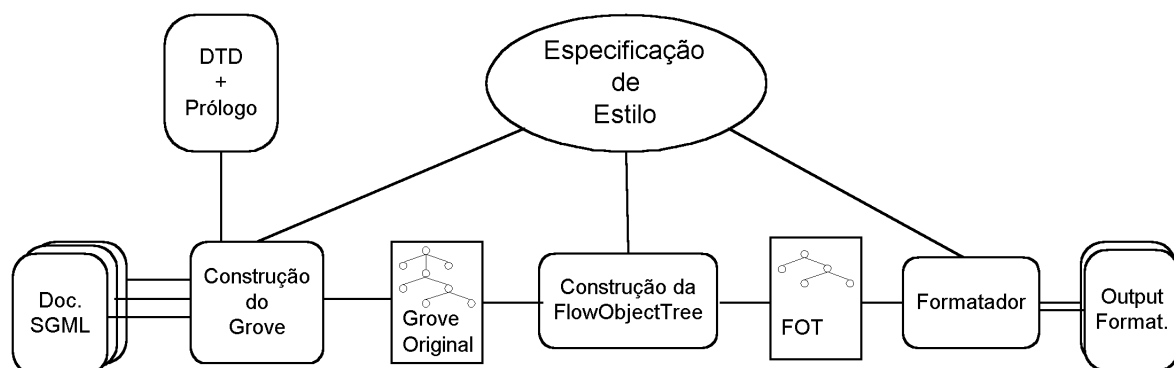 DTD
+
Prólogo
Especificação
de
Estilo
Doc.
SGML
Construção
do
Grove
Grove
Original
Construção da
FlowObjectTree
FOT
Formatador
Output
Format.